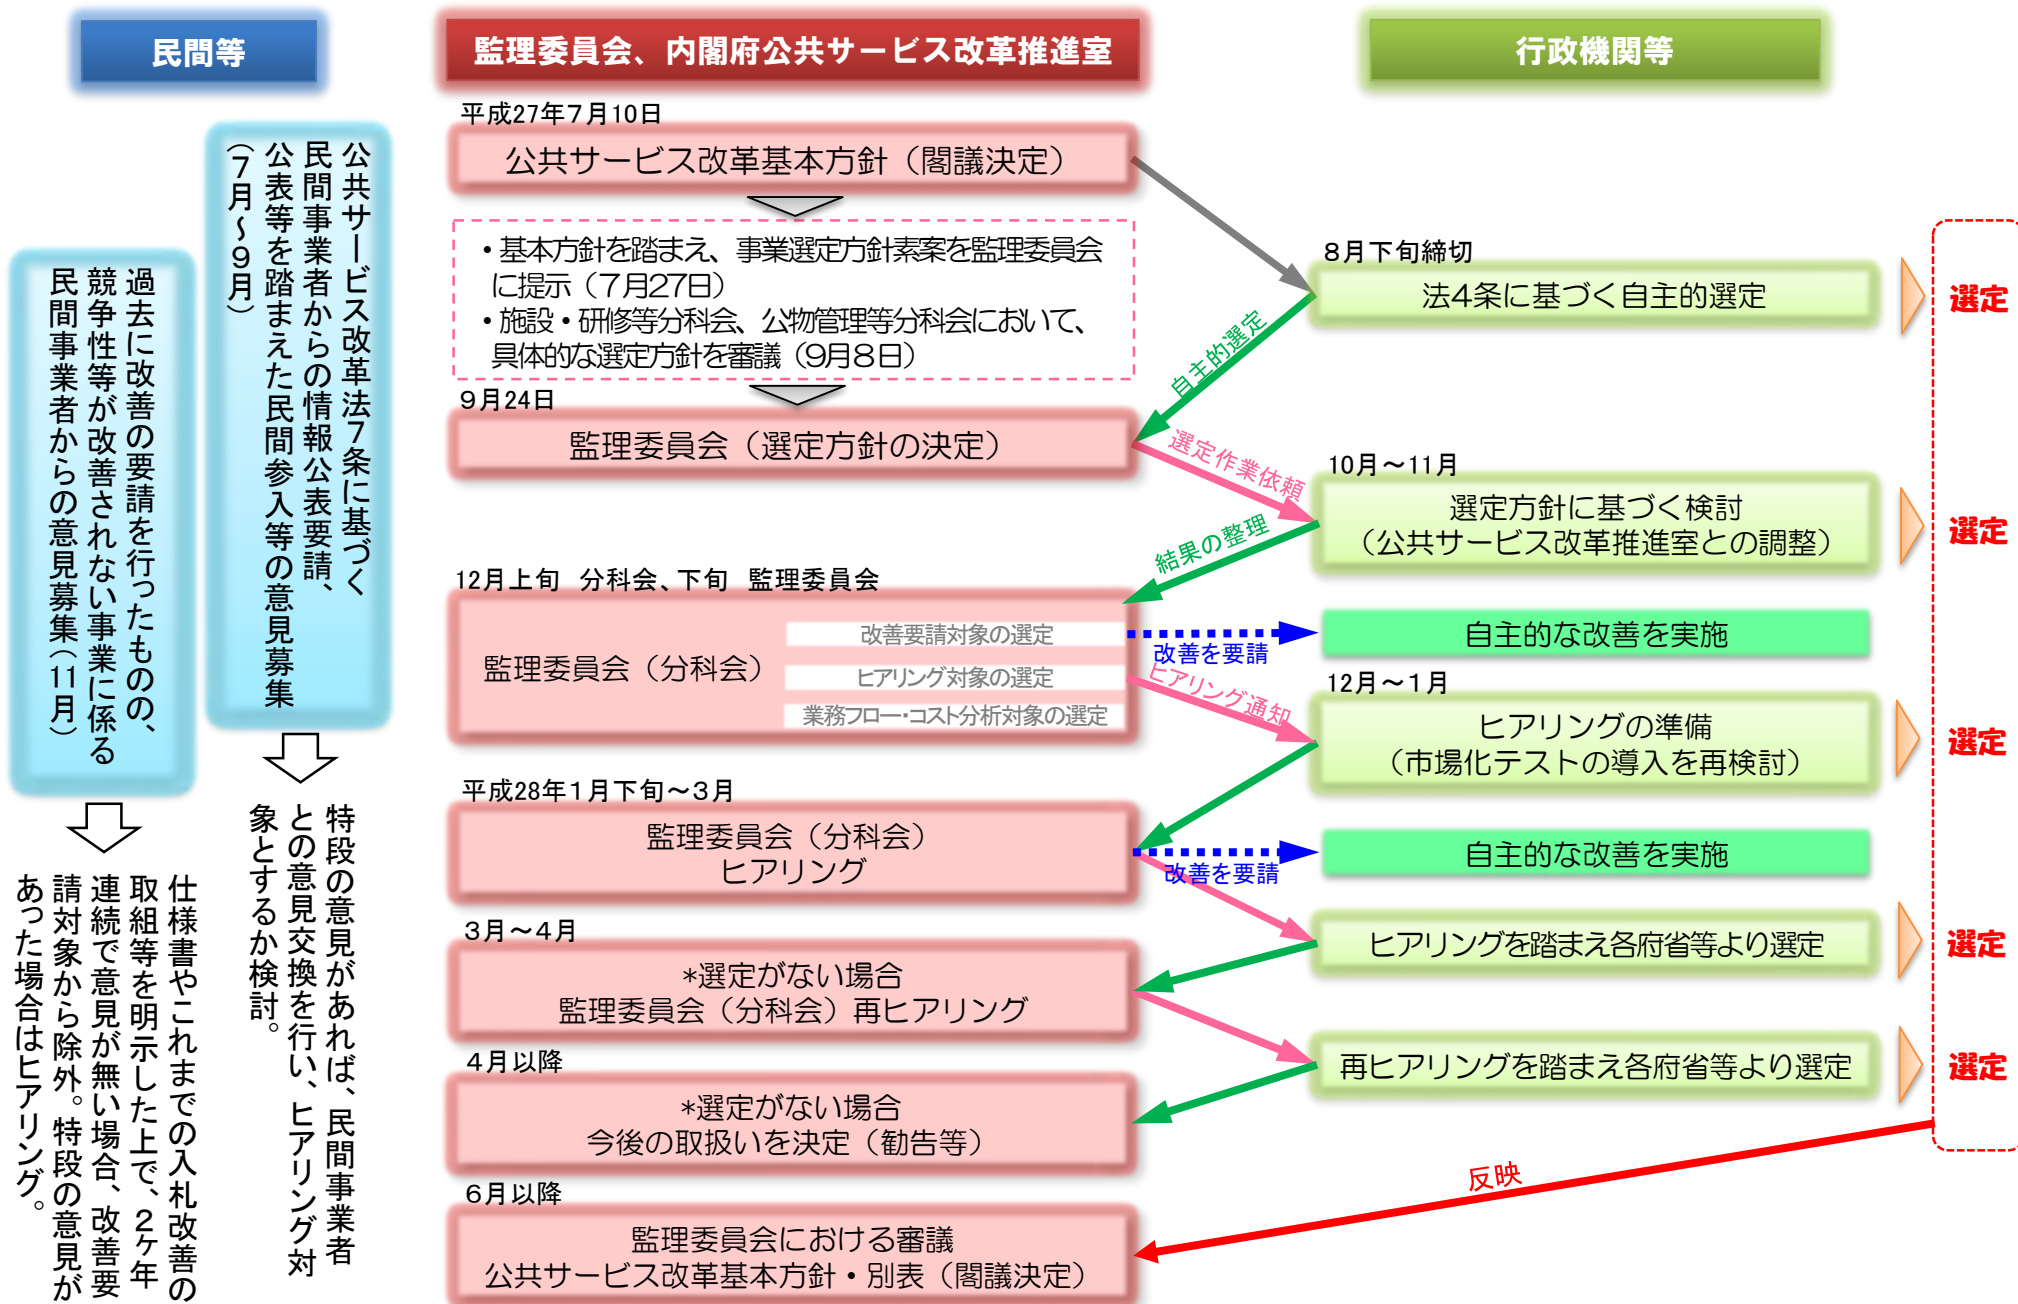 民間等
監理委員会、内閣府公共サービス改革推進室
行政機関等
公共サービス改革法7条に基づく
民間事業者からの情報公表要請、
公表等を踏まえた民間参入等の意見募集
（7月～9月）
過去に改善の要請を行ったものの、
競争性等が改善されない事業に係る
民間事業者からの意見募集（11月）
特段の意見があれば、民間事業者
との意見交換を行い、ヒアリング対
象とするか検討。
仕様書やこれまでの入札改善の
取組等を明示した上で、2ケ年
連続で意見が無い場合、改善要
請対象から除外。特段の意見が
あった場合はヒアリング。
平成27年7月10日
公共サービス改革基本方針（閣議決定）
・基本方針を踏まえ、事業選定方針素案を監理委員会
に提示（7月27日）
・施設・研修等分科会、公物管理等分科会において、
具体的な選定方針を審議（9月8日）
9月24日
監理委員会（選定方針の決定）
12月上旬　分科会、下旬　監理委員会
監理委員会（分科会）
改善要請対象の選定
ヒアリング対象の選定
業務フロー・コスト分析対象の選定
平成28年1月下旬～3月
監理委員会（分科会）
ヒアリング
3月～4月
*選定がない場合
監理委員会（分科会）再ヒアリング
4月以降
*選定がない場合
今後の取扱いを決定（勧告等）
6月以降
監理委員会における審議
公共サービス改革基本方針・別表（閣議決定）
自主的選定
選定作業依頼
結果の整理
改善を要請
ヒアリング通知
改善を要請
反映
8月下旬締切
法4条に基づく自主的選定
10月～11月
選定方針に基づく検討
（公共サービス改革推進室との調整）
自主的な改善を実施
12月～1月
ヒアリングの準備
（市場化テストの導入を再検討）
自主的な改善を実施
ヒアリングを踏まえ各府省等より選定
再ヒアリングを踏まえ各府省等より選定
選定
選定
選定
選定
選定